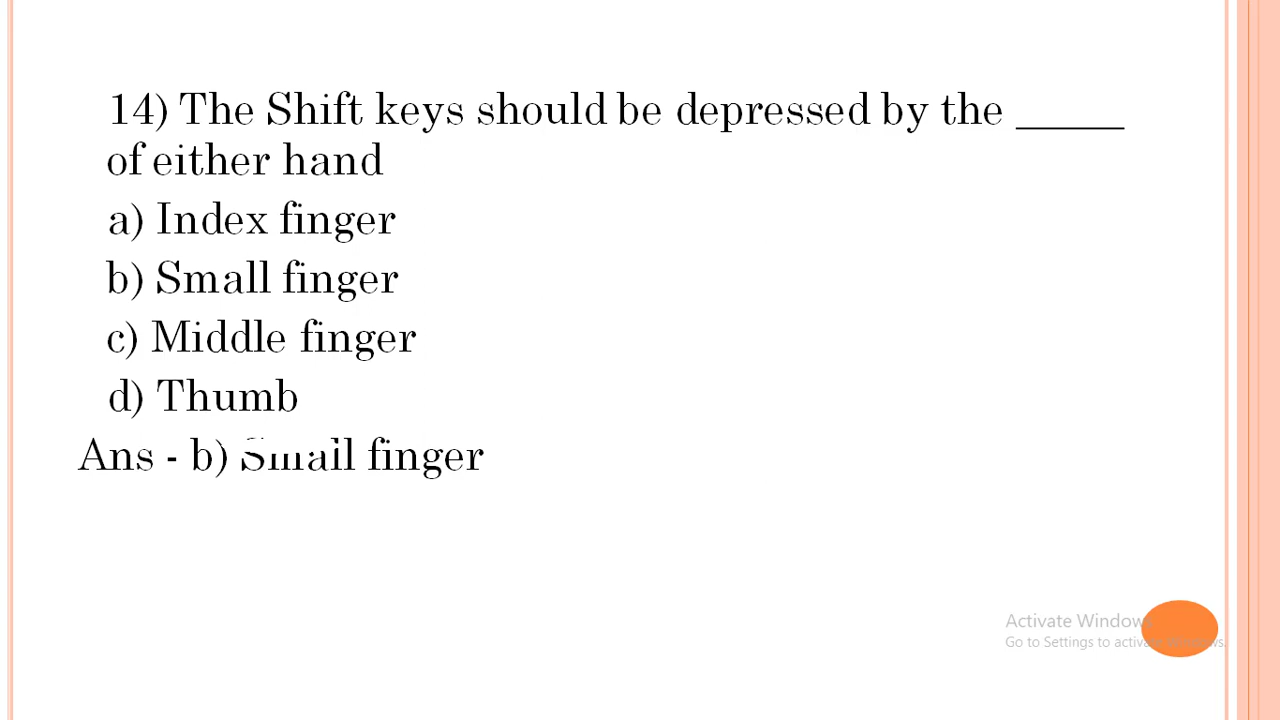 14) The Shift keys should be depressed by the _____
of either hand
a) Index finger
b) Small finger
c) Middle finger
d) Thumb
Ans - b) Small finger
Activate Windows
Go to Settings to activate Windows.